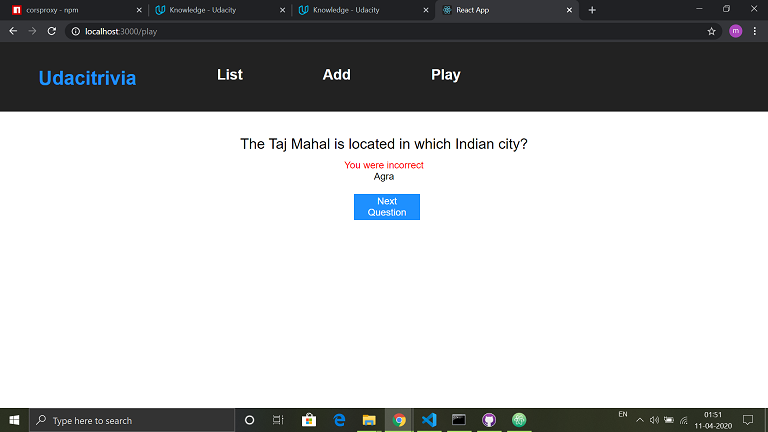 corsproxy - npm
Knowledge - Udacity
Knowledge - Udacity
React App
localhost:3000/play
m
Udacitrivia
List
Add
Play
The Taj Mahal is located in which Indian city?
You were incorrect
Agra
Next
Question
Type here to search
EN
01:51
11-04-2020